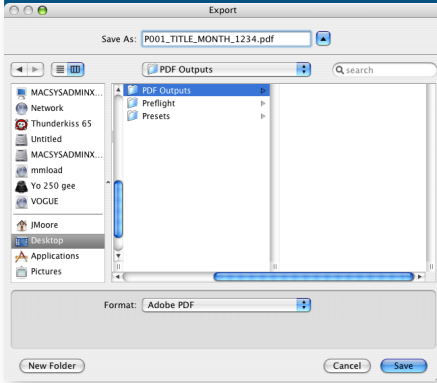 Export
Save As: P001_TITLE_MONTH_1234.pdf
PDF Outputs
search
MACSYSADMINX...
Network
Thunderkiss 65
Untitled
MACSYSADMINX...
mmload
Yo 250 gee
VOGUE
JMoore
Desktop
Applications
Pictures
PDF Outputs
Preflight
Presets
Format: Adobe PDF
New Folder
Cancel
Save